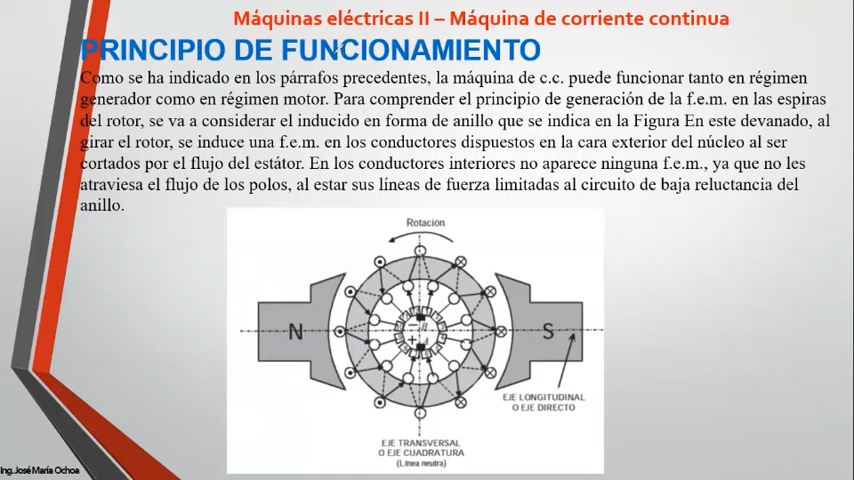 Máquinas eléctricas II – Máquina de corriente continua
PRINCIPIO DE FUNCIONAMIENTO
Como se ha indicado en los párrafos precedentes, la máquina de c.c. puede funcionar tanto en régimen
generador como en régimen motor. Para comprender el principio de generación de la f.e.m. en las espiras
del rotor, se va a considerar el inducido en forma de anillo que se indica en la Figura En este devanado, al
girar el rotor, se induce una f.e.m. en los conductores dispuestos en la cara exterior del núcleo al ser
cortados por el flujo del estátor. En los conductores interiores no aparece ninguna f.e.m., ya que no les
atraviesa el flujo de los polos, al estar sus líneas de fuerza limitadas al circuito de baja reluctancia del
anillo.
Rotación
N
– B
+ A
S
EJE LONGITUDINAL
O EJE DIRECTO
EJE TRANSVERSAL
O EJE CUADRATURA
(Línea neutra)
Ing. José María Ochoa